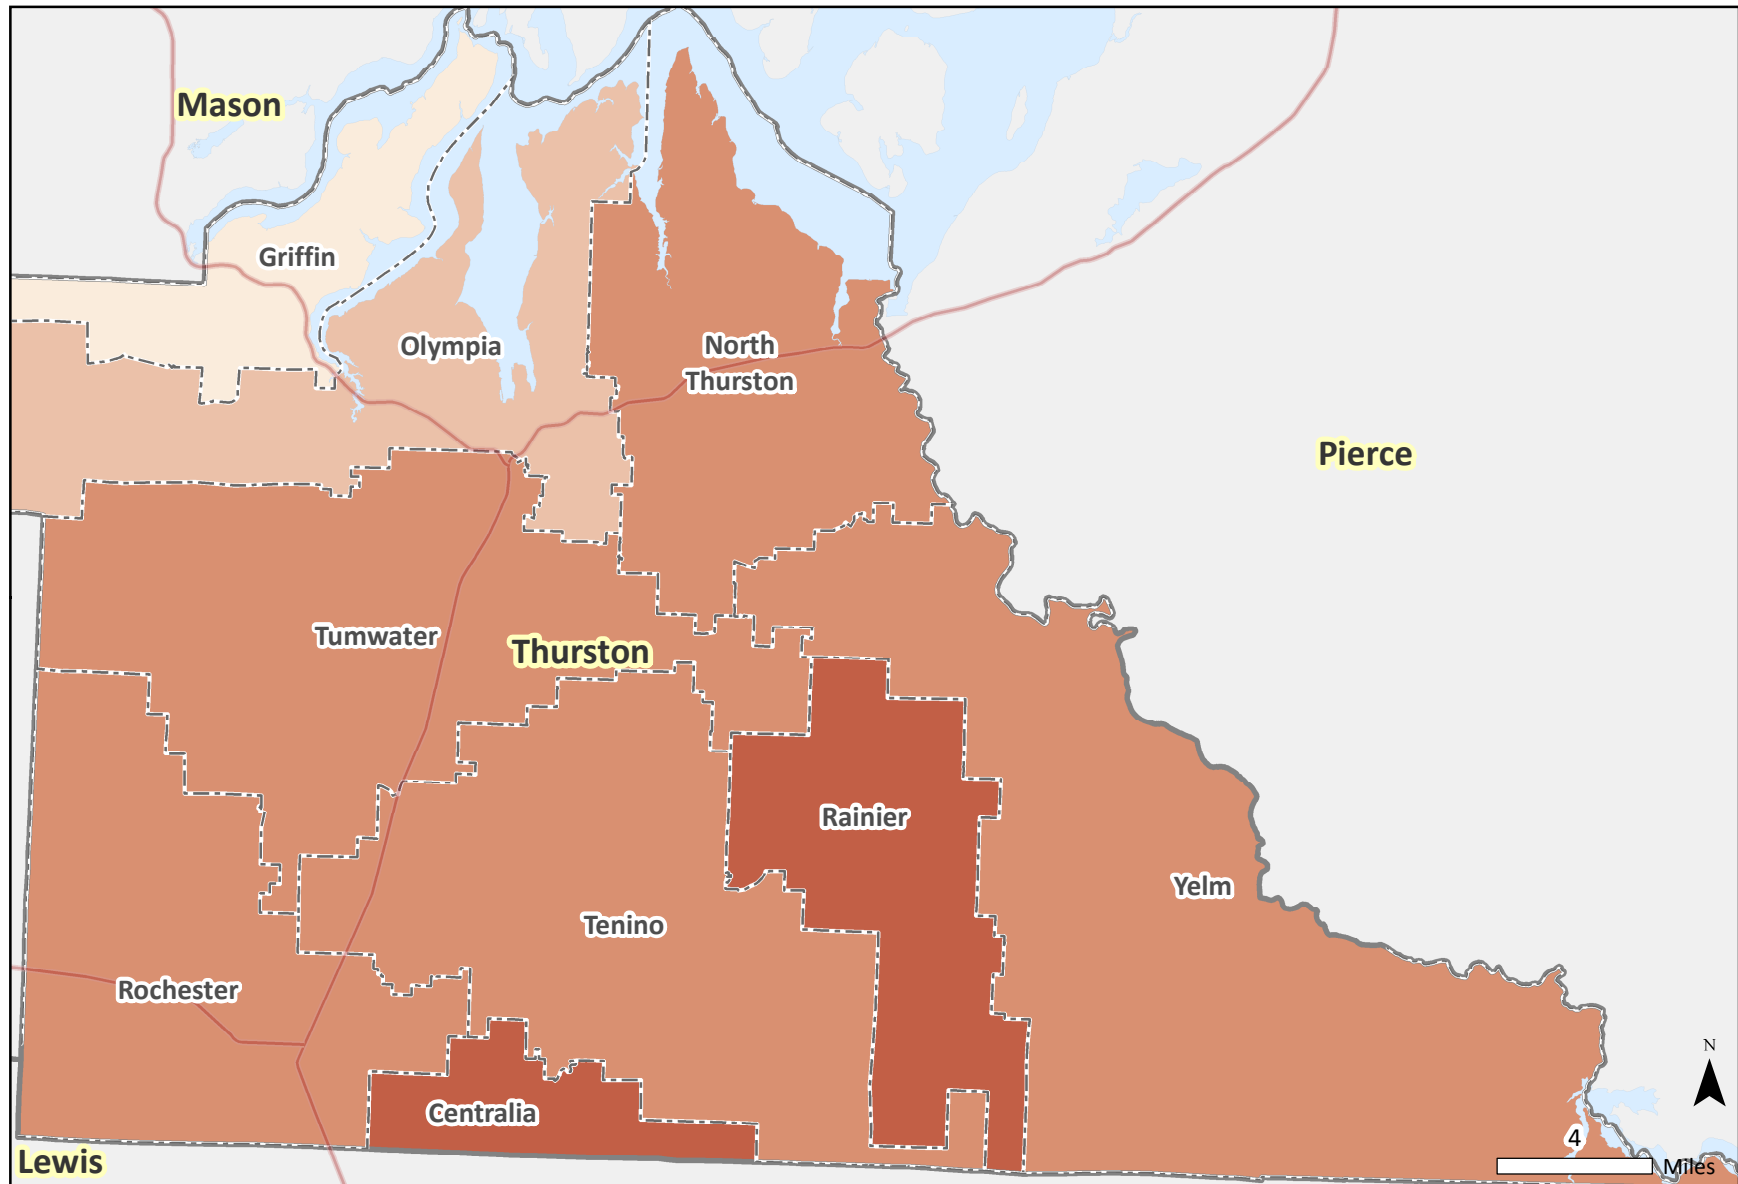 Mason
Griffin
Olympia
North
Thurston
Pierce
Tumwater
Thurston
Rainier
Yelm
Tenino
Rochester
Centralia
N
4
Miles
Lewis